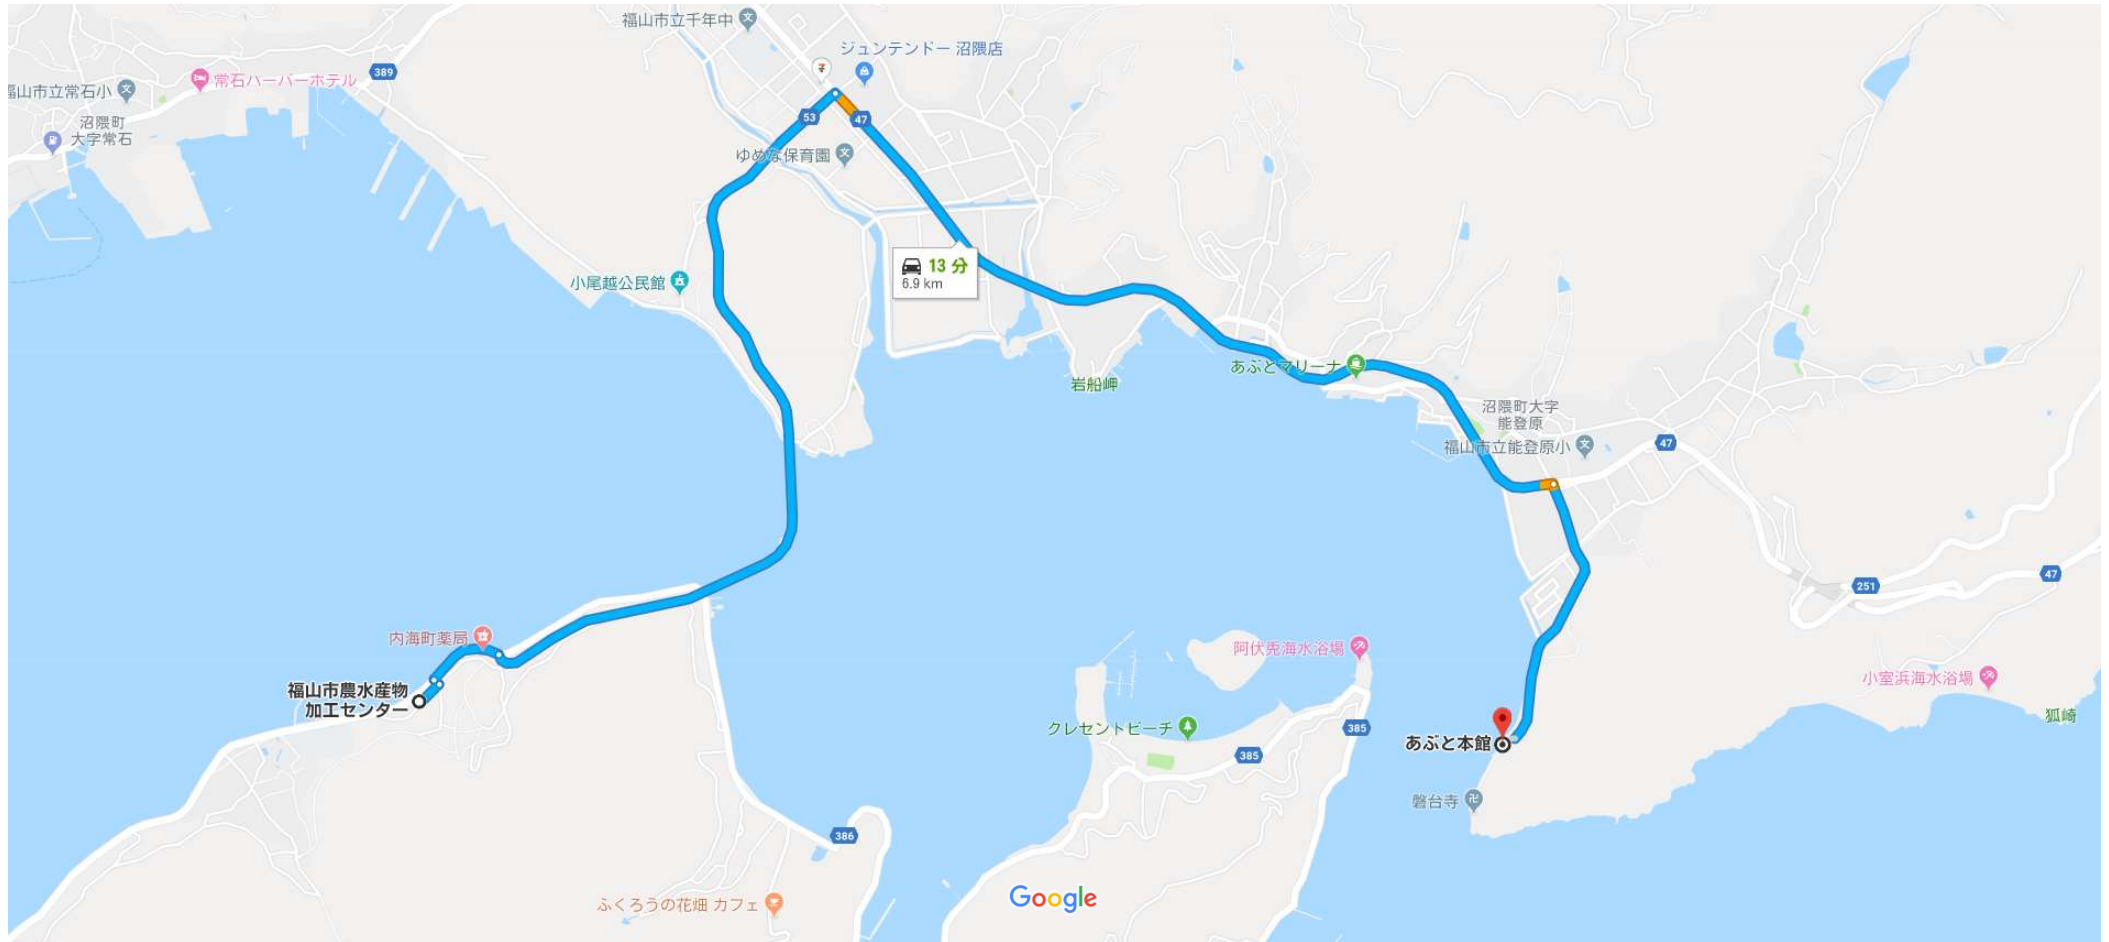 福山市立千年中
ジュンテンドー 沼隈店
389
常石ハーバーホテル
福山市立常石小
沼隈町
大字常石
53
47
ゆめな保育園
13 分
6.9 km
小尾越公民館
岩船岬
あぶとマリーナ
沼隈町大字
能登原
福山市立能登原小
47
251
47
内海町薬局
福山市農水産物
加工センター
阿伏兎海水浴場
小室浜海水浴場
狐崎
クレセントビーチ
385
385
あぶと本館
磐台寺
386
ふくろうの花畑 カフェ
Google